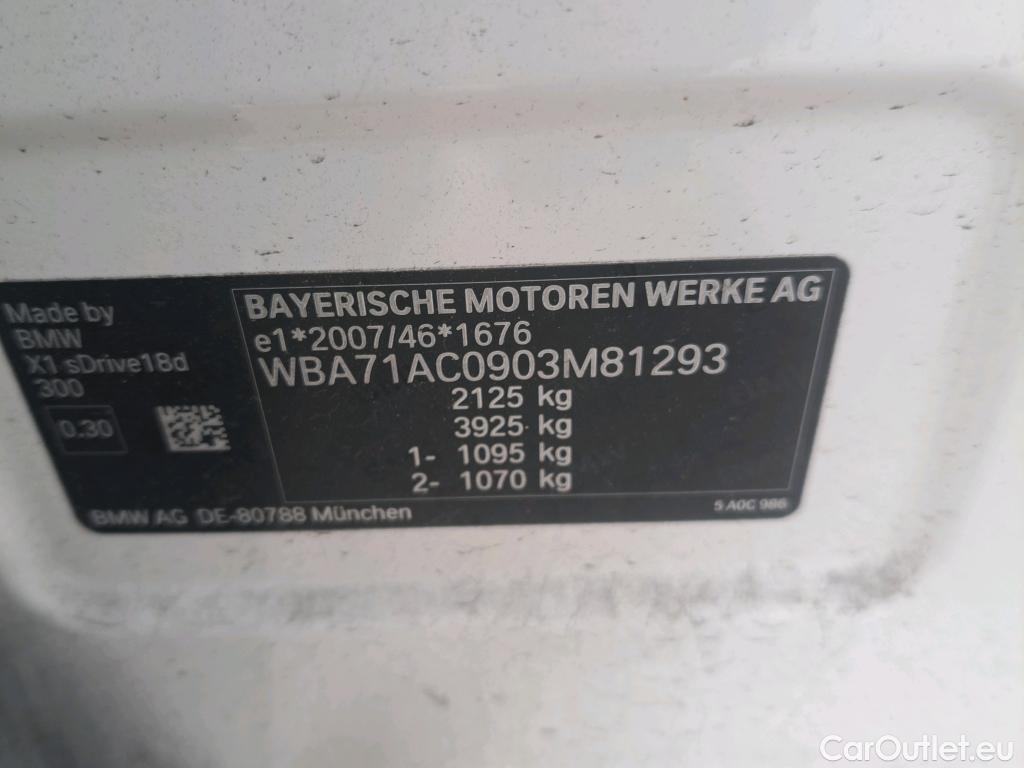 Made by
BMW
X1 sDrive18d
300
0.30
BAYERISCHE MOTOREN WERKE AG
e1*2007/46*1676
WBA71AC0903M81293
2125 kg
3925 kg
1- 1095 kg
2- 1070 kg
BMW AG DE-80788 München
5 A0C 986
CarOutlet.eu